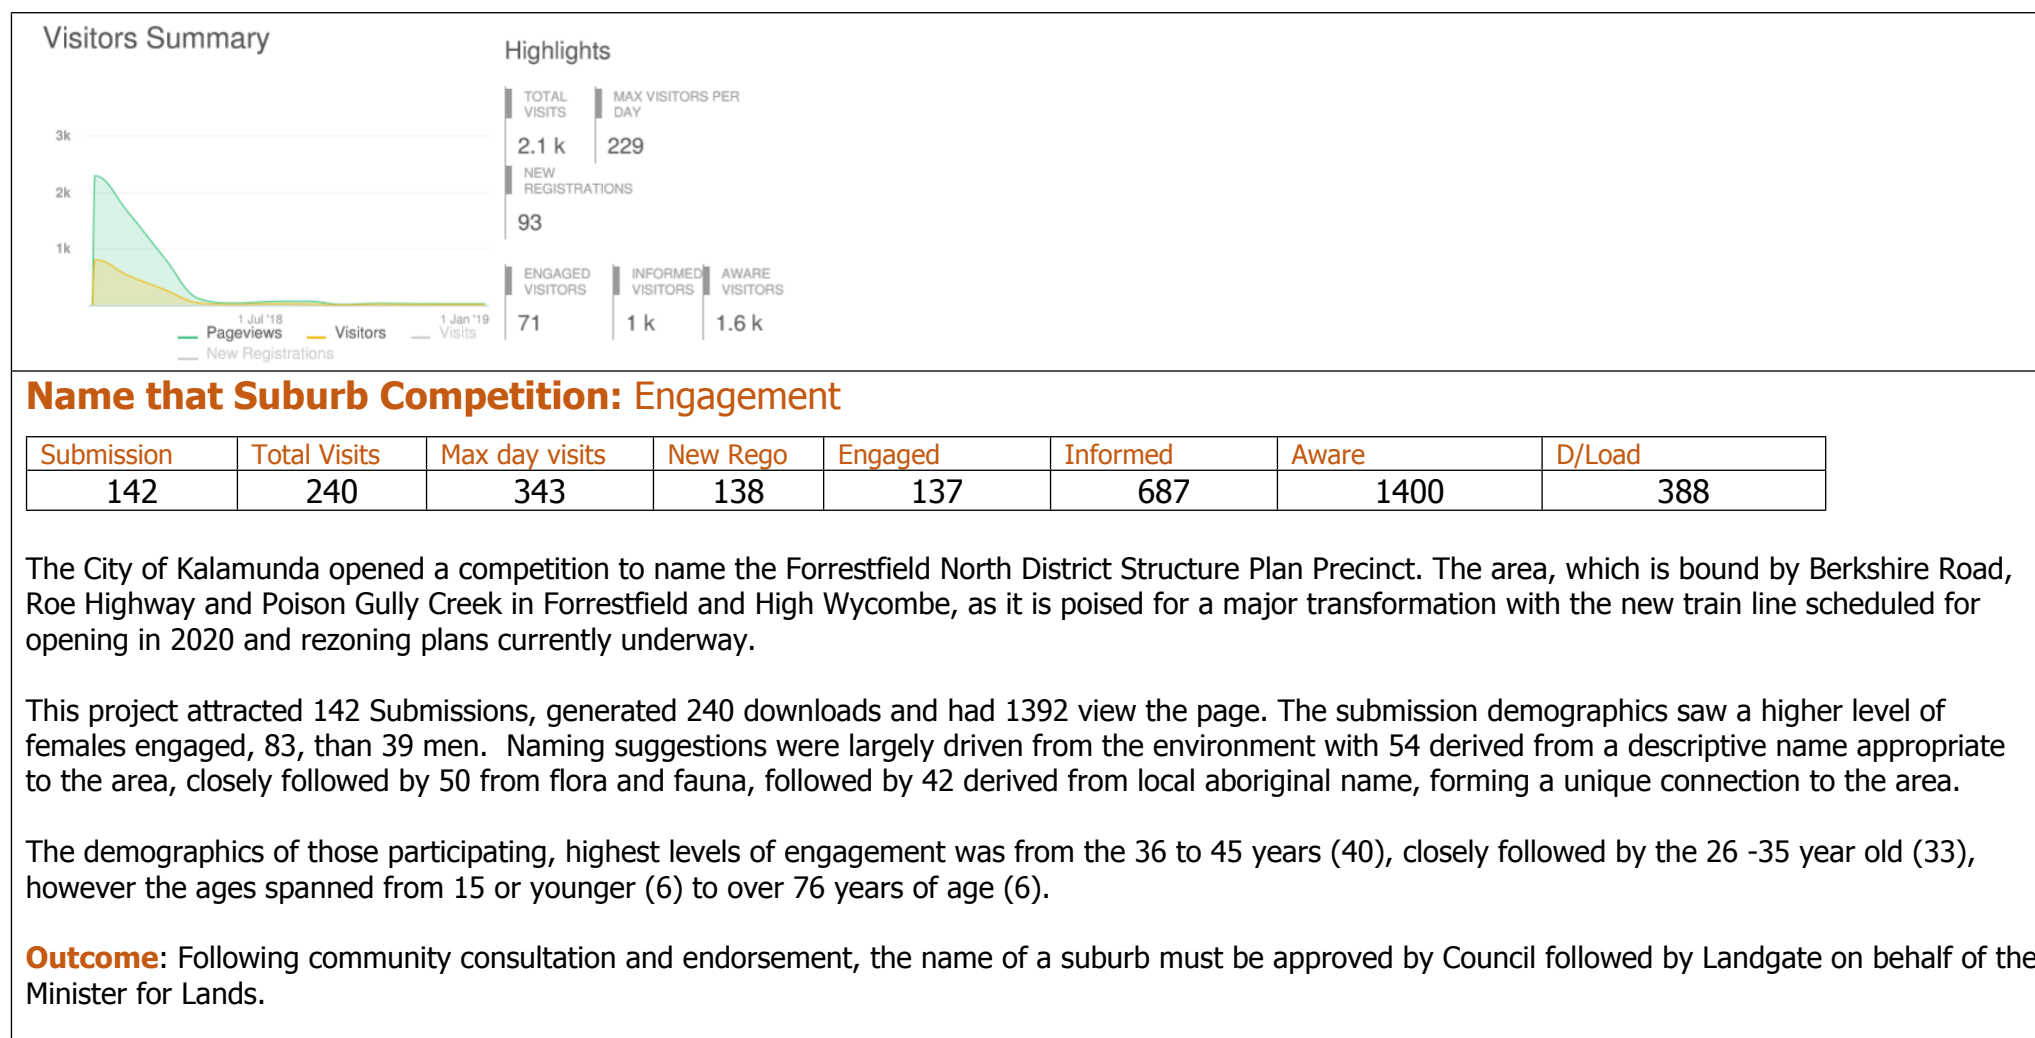 Visitors Summary
Highlights
TOTAL VISITS
MAX VISITORS PER DAY
2.1 k
229
NEW REGISTRATIONS
93
ENGAGED VISITORS
INFORMED VISITORS
AWARE VISITORS
71
1 k
1.6 k
3k
2k
1k
1 Jul '18
1 Jan '19
Pageviews
Visitors
Visits
New Registrations
Name that Suburb Competition: Engagement
Submission Total Visits Max day visits New Rego Engaged Informed Aware D/Load
142 240 343 138 137 687 1400 388
The City of Kalamunda opened a competition to name the Forrestfield North District Structure Plan Precinct. The area, which is bound by Berkshire Road,
Roe Highway and Poison Gully Creek in Forrestfield and High Wycombe, as it is poised for a major transformation with the new train line scheduled for
opening in 2020 and rezoning plans currently underway.
This project attracted 142 Submissions, generated 240 downloads and had 1392 view the page. The submission demographics saw a higher level of
females engaged, 83, than 39 men. Naming suggestions were largely driven from the environment with 54 derived from a descriptive name appropriate
to the area, closely followed by 50 from flora and fauna, followed by 42 derived from local aboriginal name, forming a unique connection to the area.
The demographics of those participating, highest levels of engagement was from the 36 to 45 years (40), closely followed by the 26 -35 year old (33),
however the ages spanned from 15 or younger (6) to over 76 years of age (6).
Outcome: Following community consultation and endorsement, the name of a suburb must be approved by Council followed by Landgate on behalf of the
Minister for Lands.